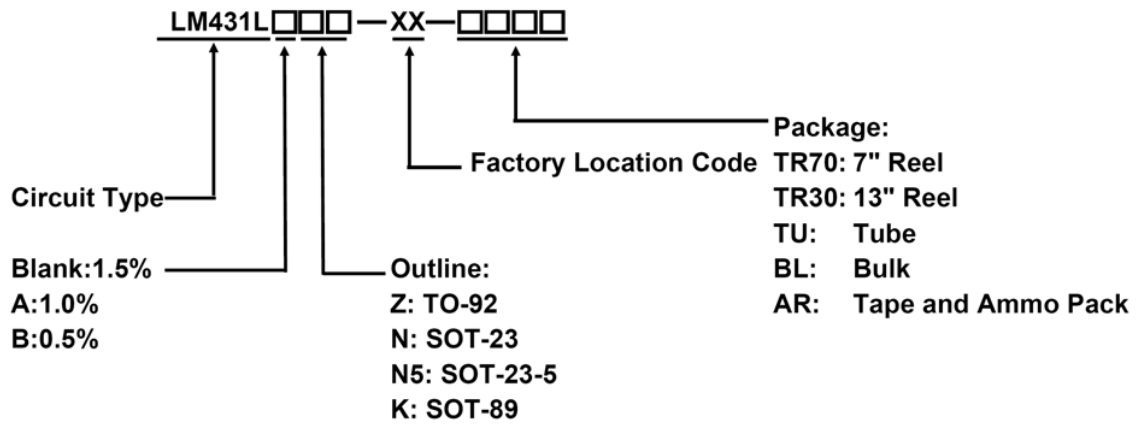 LM431L□□□—XX—□□□□
Package:
Factory Location Code
TR70: 7" Reel
TR30: 13" Reel
Circuit Type
TU: Tube
Blank:1.5%
Outline:
BL: Bulk
A:1.0%
Z: TO-92
AR: Tape and Ammo Pack
B:0.5%
N: SOT-23
N5: SOT-23-5
K: SOT-89